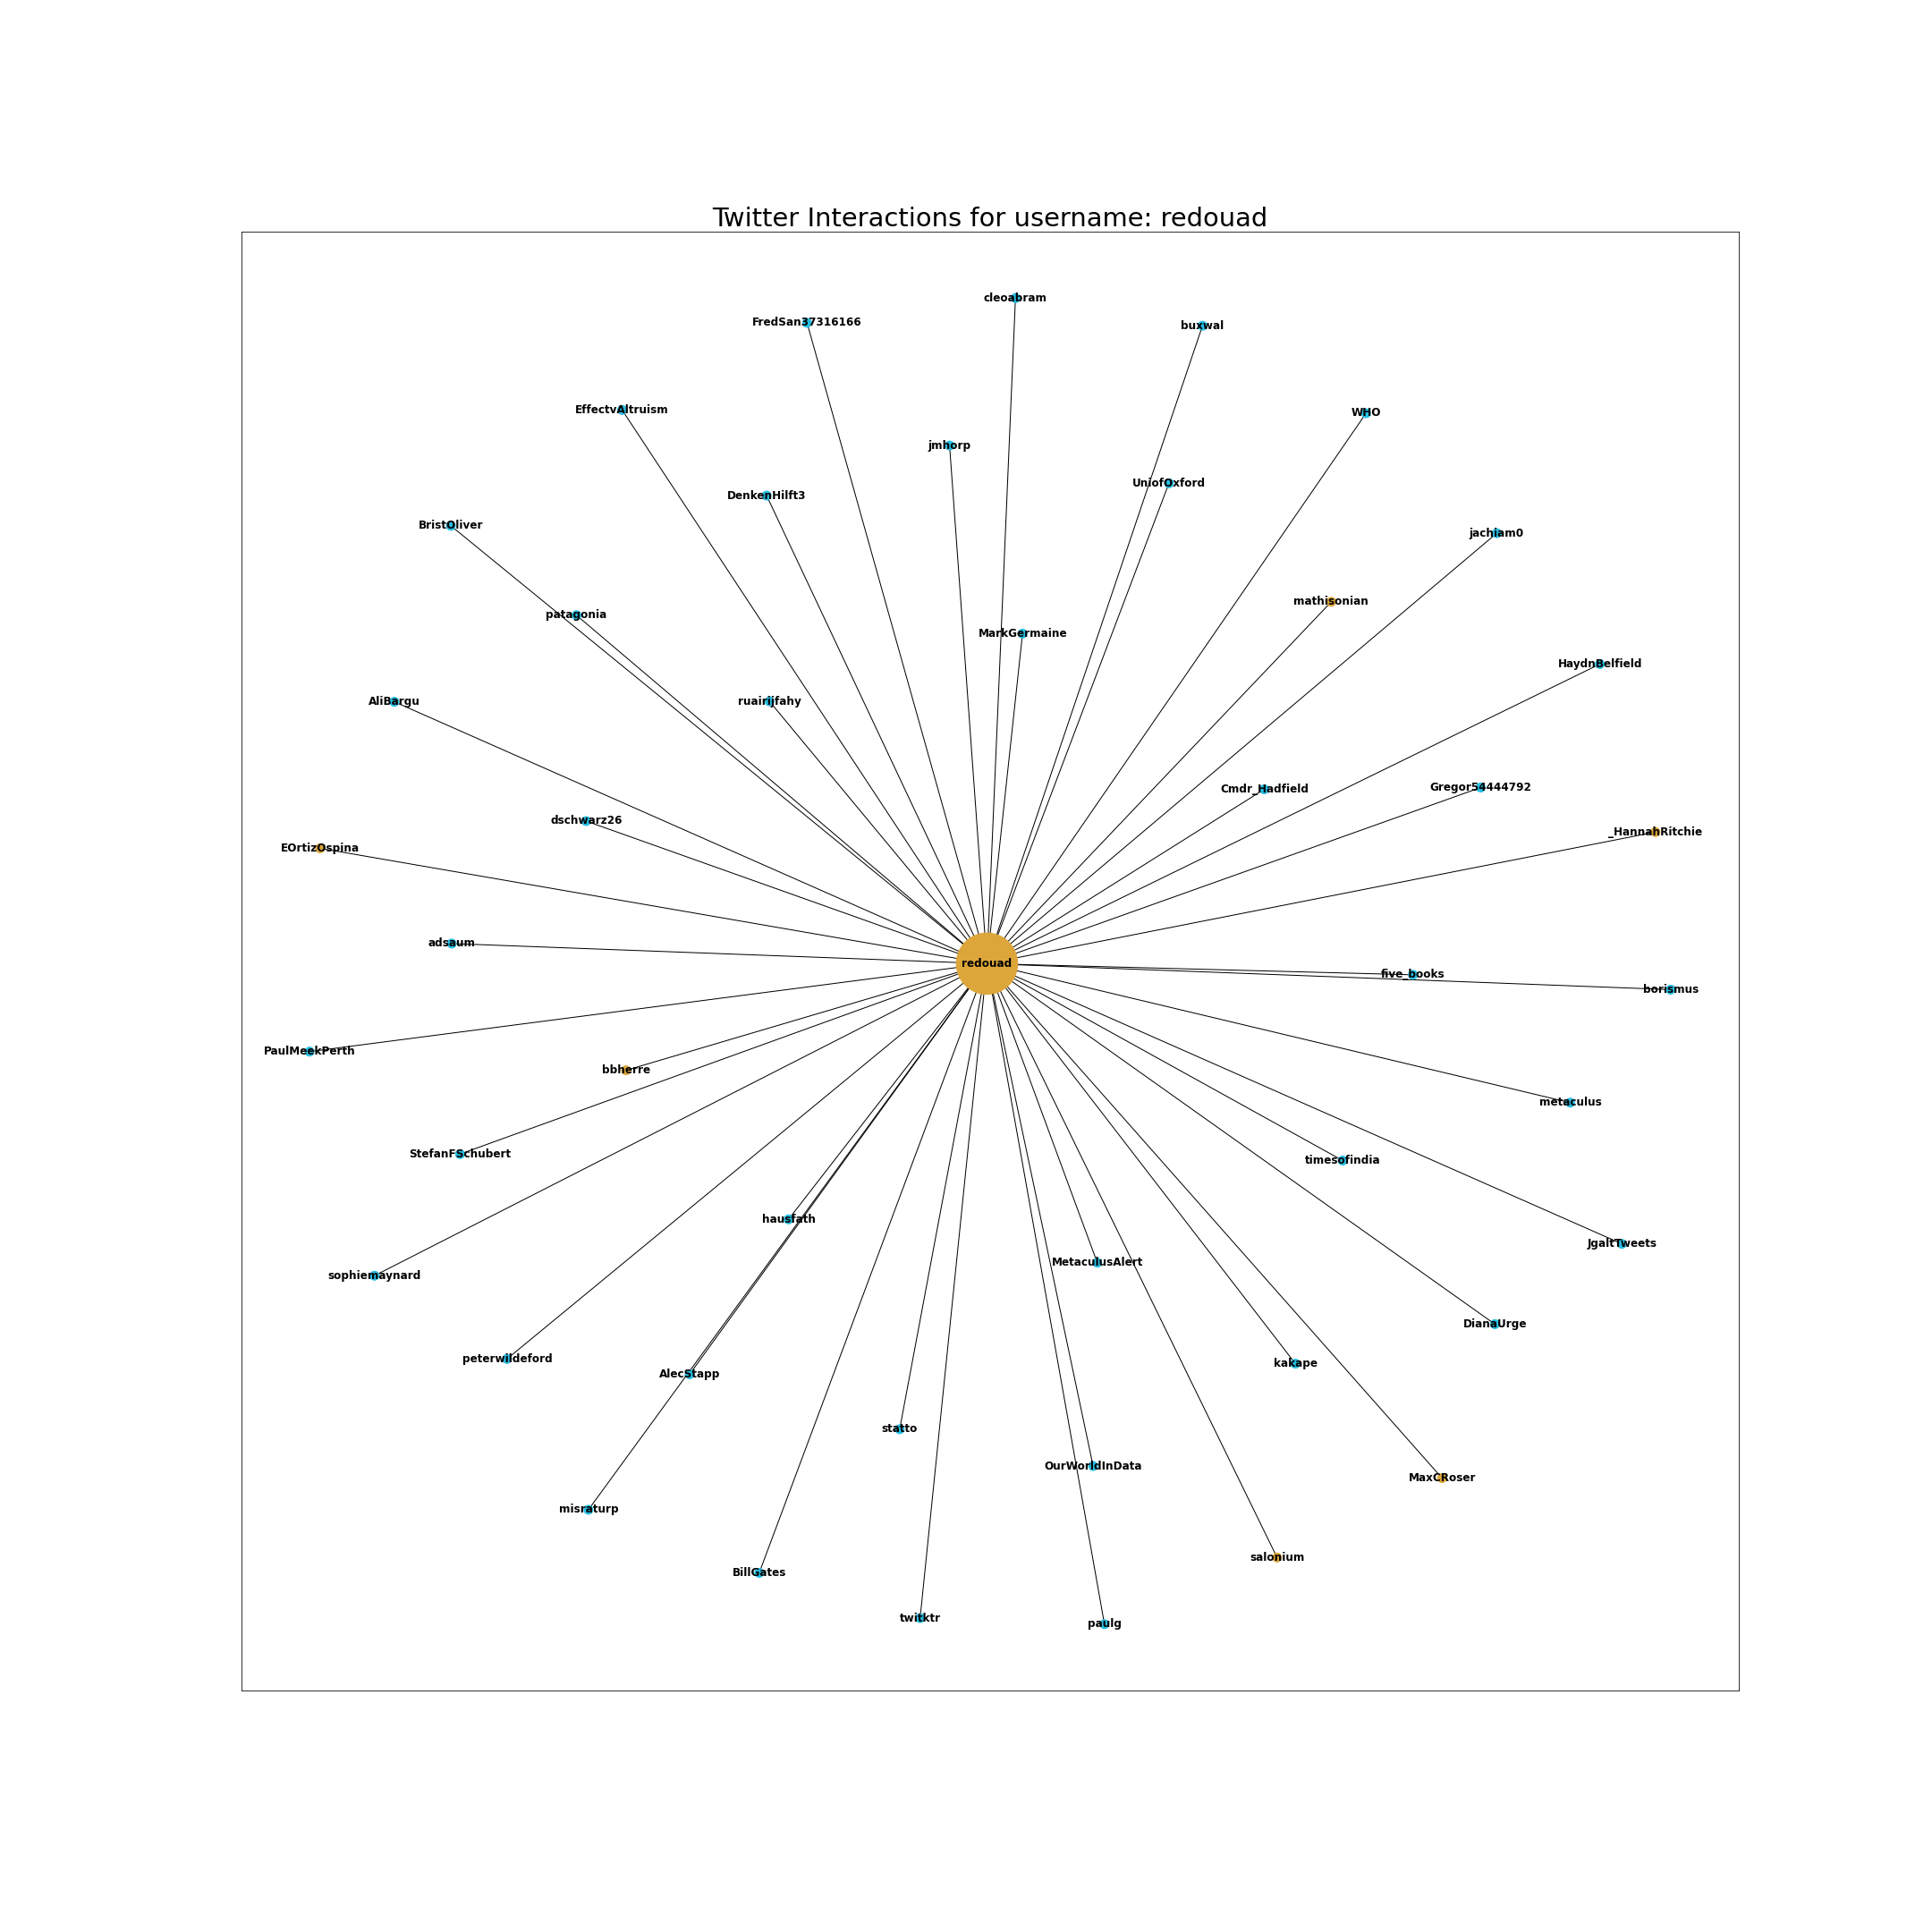 Twitter Interactions for username: redouad
cleoabram
FredSan37316166
buxwal
EffectvAltruism
WHO
jmhorp
UniofOxford
DenkenHilft3
BristOliver
jachiam0
mathisonian
patagonia
MarkGermaine
HaydnBelfield
AliBargu
ruairijfahy
Cmdr_Hadfield
Gregor54444792
dschwarz26
_HannahRitchie
EOrtizOspina
adsaum
redouad
five_books
borismus
PaulMeekPerth
bbherre
metaculus
StefanFSchubert
timesofindia
hausfath
JgaltTweets
MetaculusAlert
sophiemaynard
DianaUrge
peterwildeford
kakape
AlecStapp
statto
OurWorldInData
MaxCRoser
misraturp
salonium
BillGates
twitktr
paulg